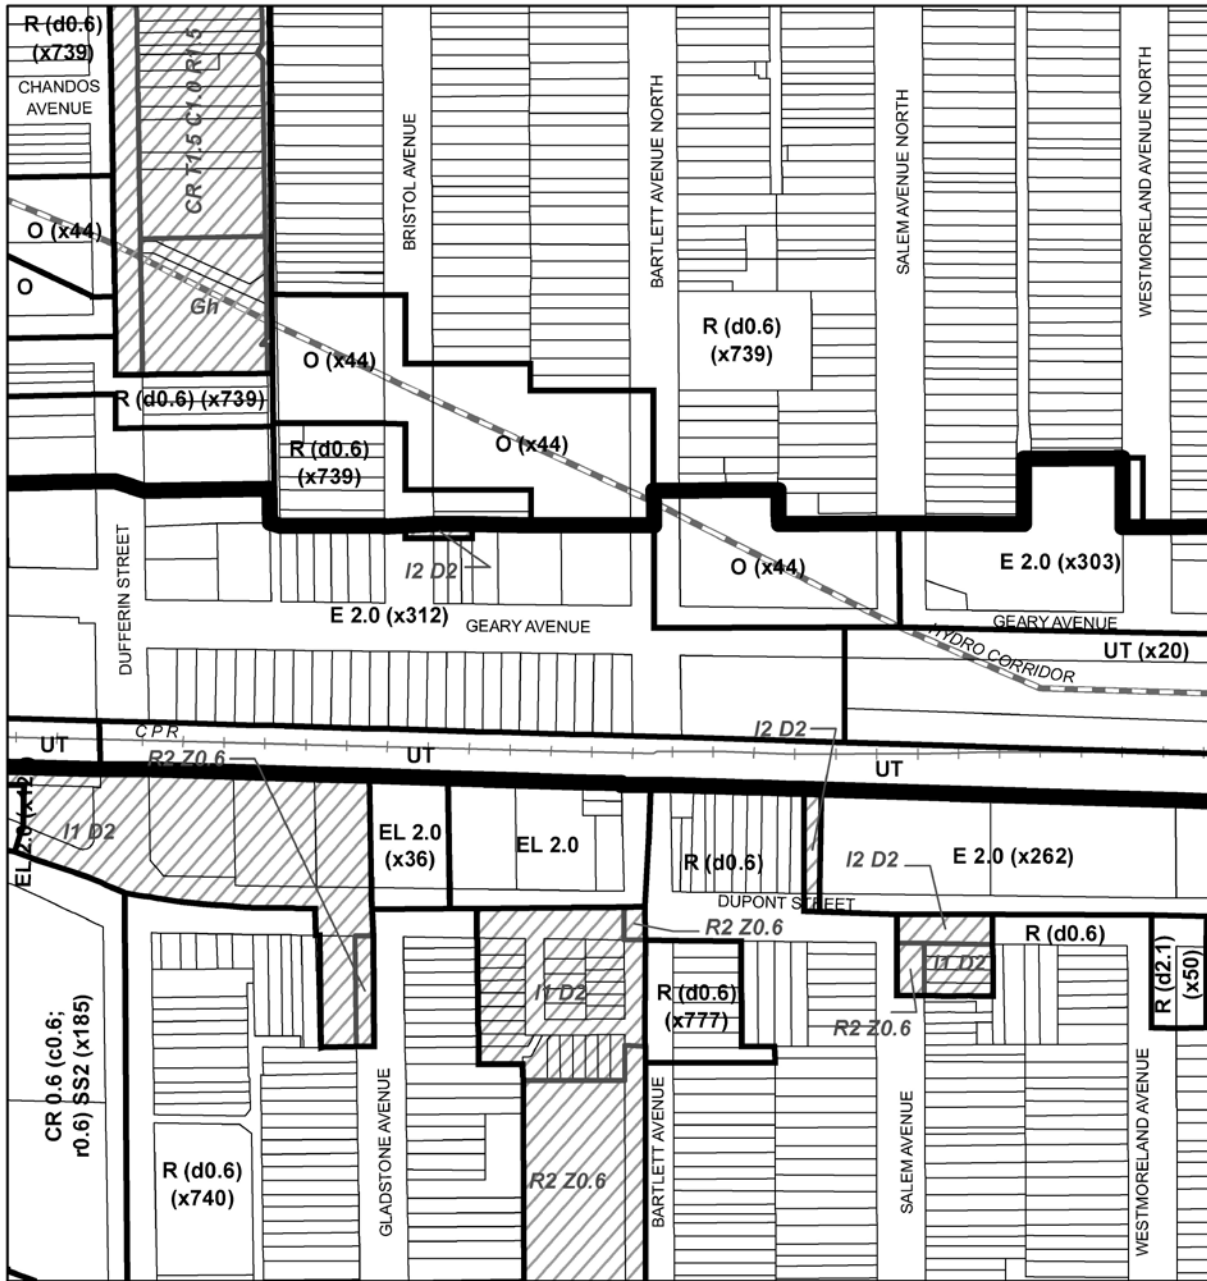 R (d0.6)
(x739)
CHANDOS
AVENUE
CR T1.5 C1.0 R1.5
BRISTOL AVENUE
BARTLETT AVENUE NORTH
SALEM AVENUE NORTH
WESTMORELAND AVENUE NORTH
O (x44)
O
Gh
R (d0.6)
(x739)
O (x44)
R (d0.6) (x739)
O (x44)
R (d0.6)
(x739)
DUFFERIN STREET
I2 D2
O (x44)
E 2.0 (x303)
E 2.0 (x312)
GEARY AVENUE
GEARY AVENUE
HYDRO CORRIDOR
UT (x20)
CPR
UT
R2 Z0.6
UT
I2 D2
UT
EL 2.0
I1 D2
EL 2.0
(x36)
EL 2.0
R (d0.6)
I2 D2
E 2.0 (x262)
DUPONT STREET
R2 Z0.6
R (d0.6)
I1 D2
I1 D2
R (d0.6)
(x777)
R2 Z0.6
R (d2.1)
(x50)
CR 0.6 (c0.6;
r0.6) SS2 (x185)
R (d0.6)
(x740)
GLADSTONE AVENUE
R2 Z0.6
BARTLETT AVENUE
SALEM AVENUE
WESTMORELAND AVENUE